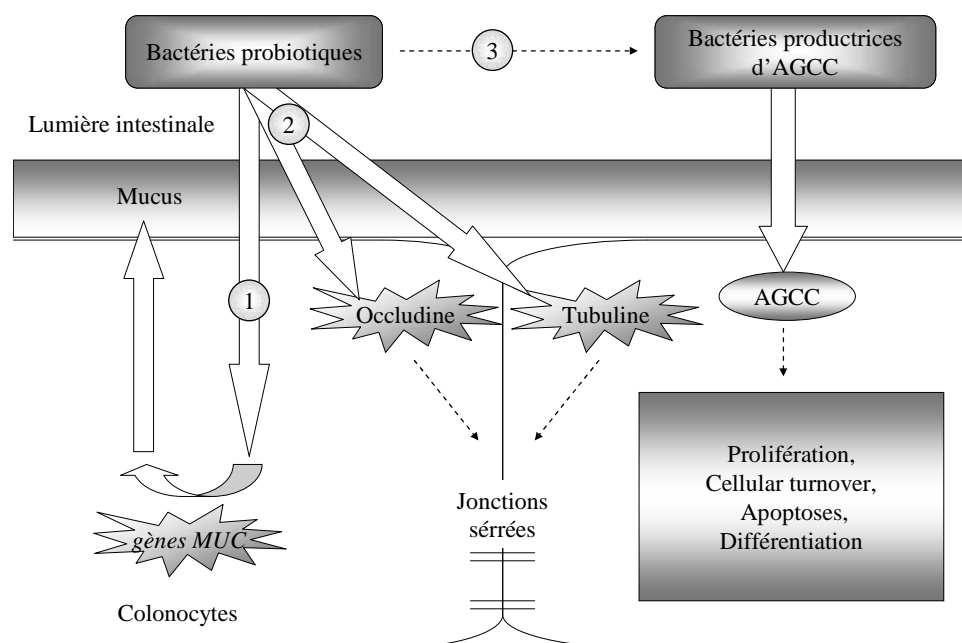 Bactéries probiotiques
3
Bactéries productrices
d'AGCC
Lumière intestinale
2
Mucus
1
Occludine
Tubuline
AGCC
Prolifération,
Cellular turnover,
Apoptoses,
Différentiation
Jonctions
sérrées
gènes MUC
Colonocytes